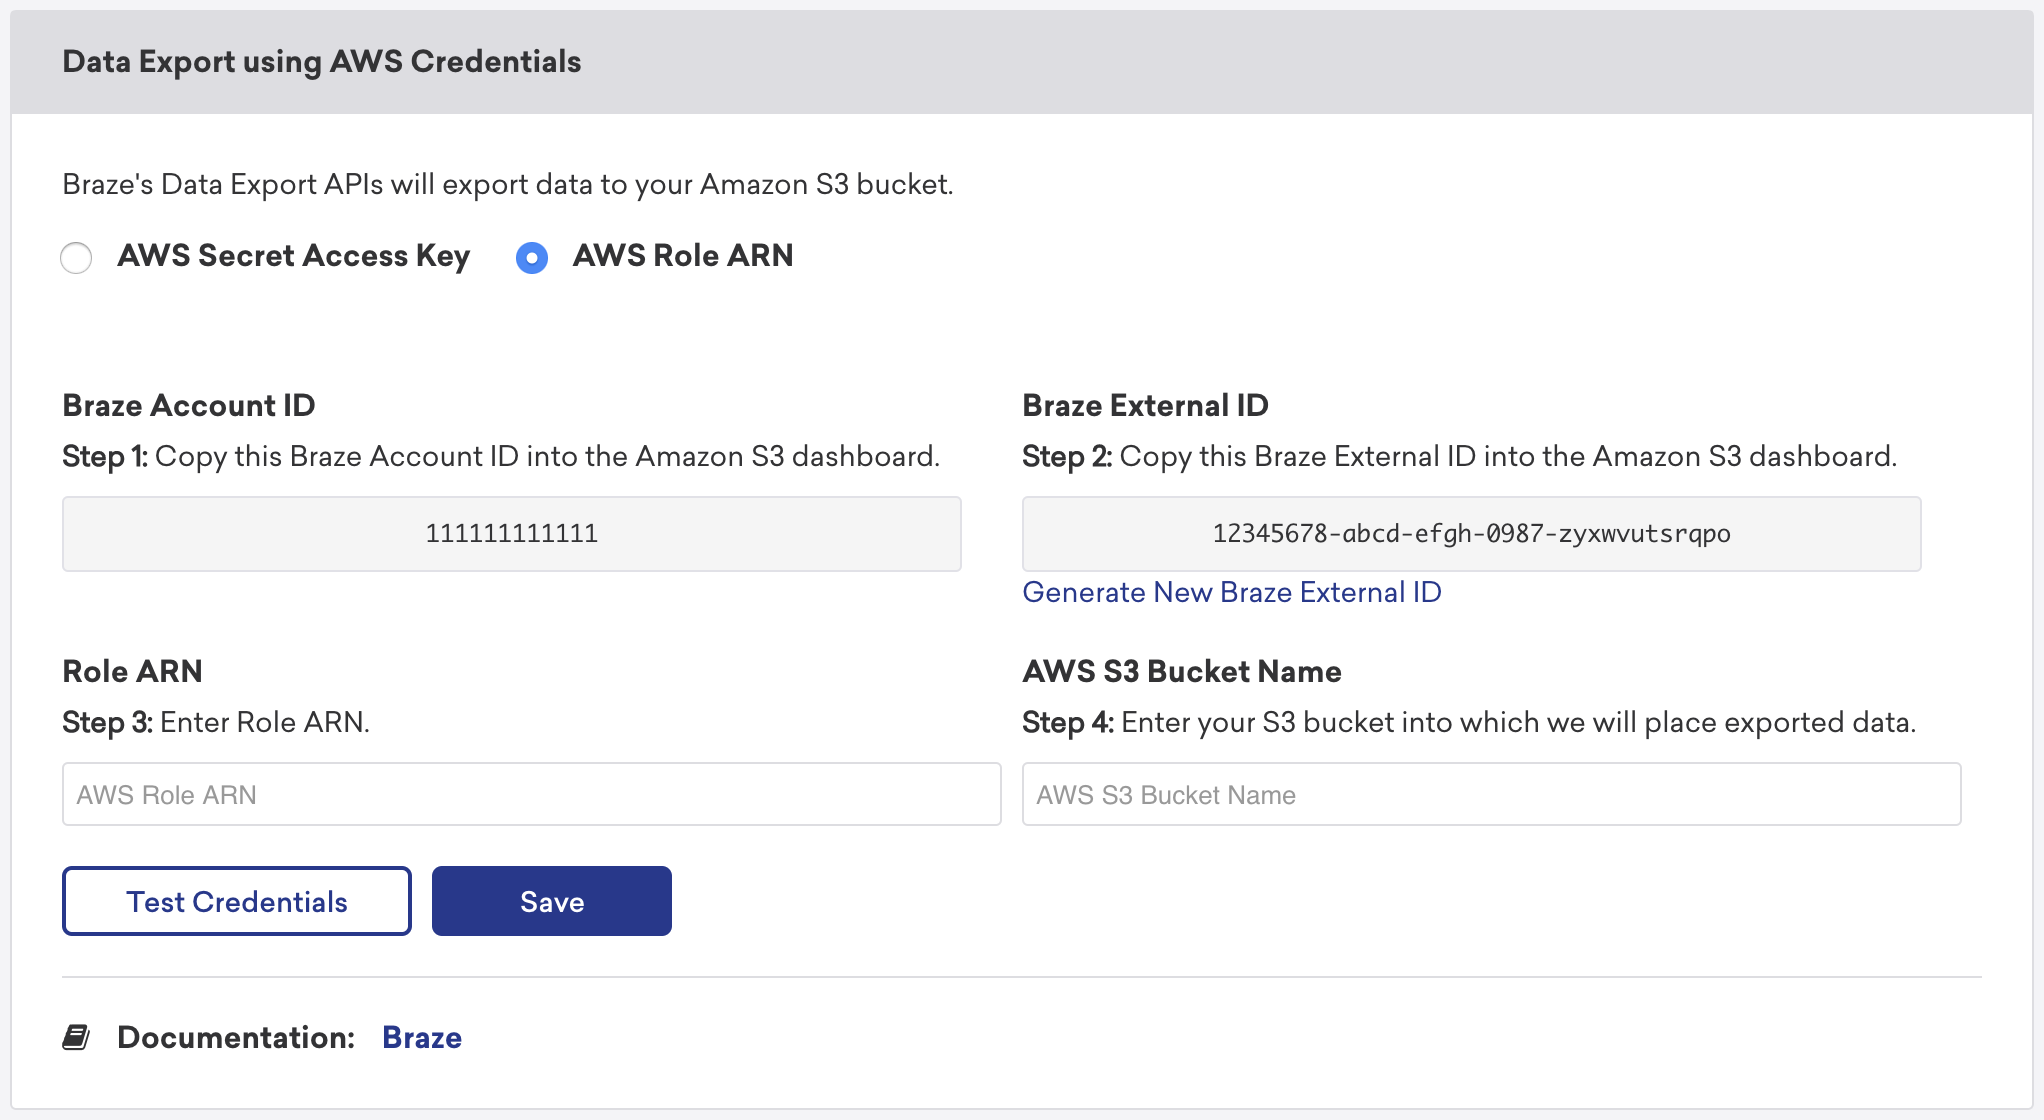 Data Export using AWS Credentials
Braze's Data Export APIs will export data to your Amazon S3 bucket.
AWS Secret Access Key
AWS Role ARN
Braze Account ID
Step 1: Copy this Braze Account ID into the Amazon S3 dashboard.
111111111111
Braze External ID
Step 2: Copy this Braze External ID into the Amazon S3 dashboard.
12345678-abcd-efgh-0987-zyxwvutsrqpo
Generate New Braze External ID
Role ARN
Step 3: Enter Role ARN.
AWS Role ARN
AWS S3 Bucket Name
Step 4: Enter your S3 bucket into which we will place exported data.
AWS S3 Bucket Name
Test Credentials
Save
Documentation: Braze